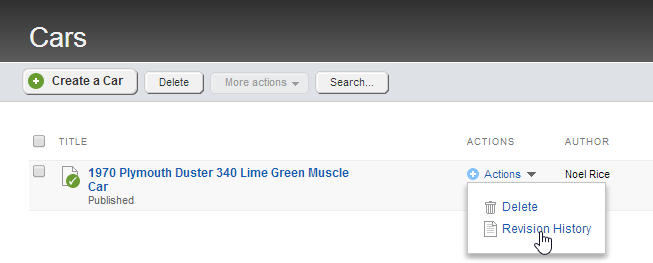 Cars
Create a Car Delete More actions Search...
TITLE ACTIONS AUTHOR
1970 Plymouth Duster 340 Lime Green Muscle Actions Noel Rice
Car
Published
Delete
Revision History